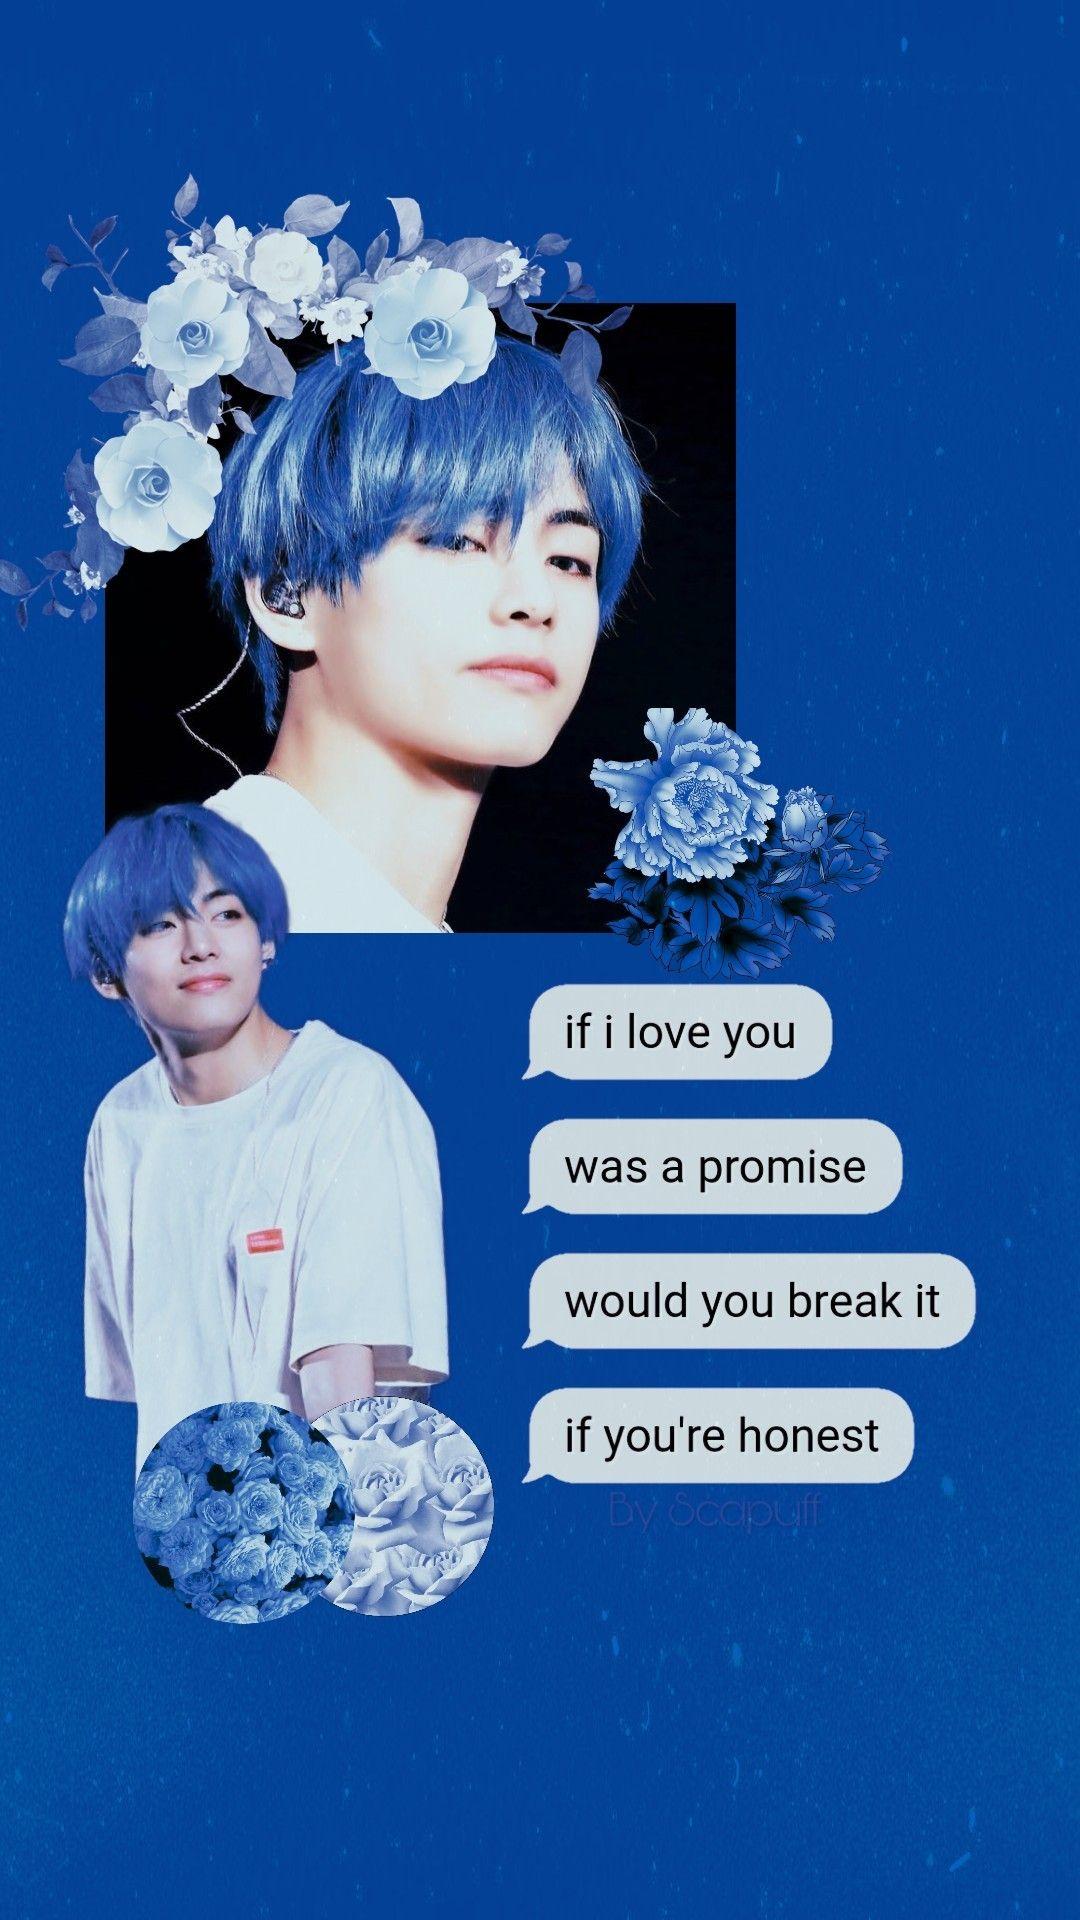 if i love you
was a promise
would you break it
if you're honest
By Scapuff